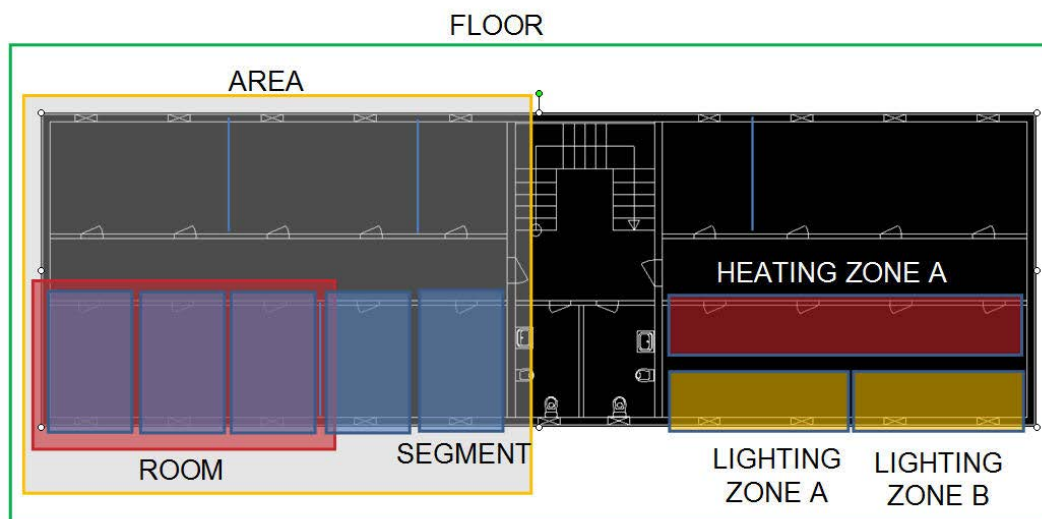 FLOOR
AREA
HEATING ZONE A
ROOM
SEGMENT
LIGHTING
ZONE A
LIGHTING
ZONE B